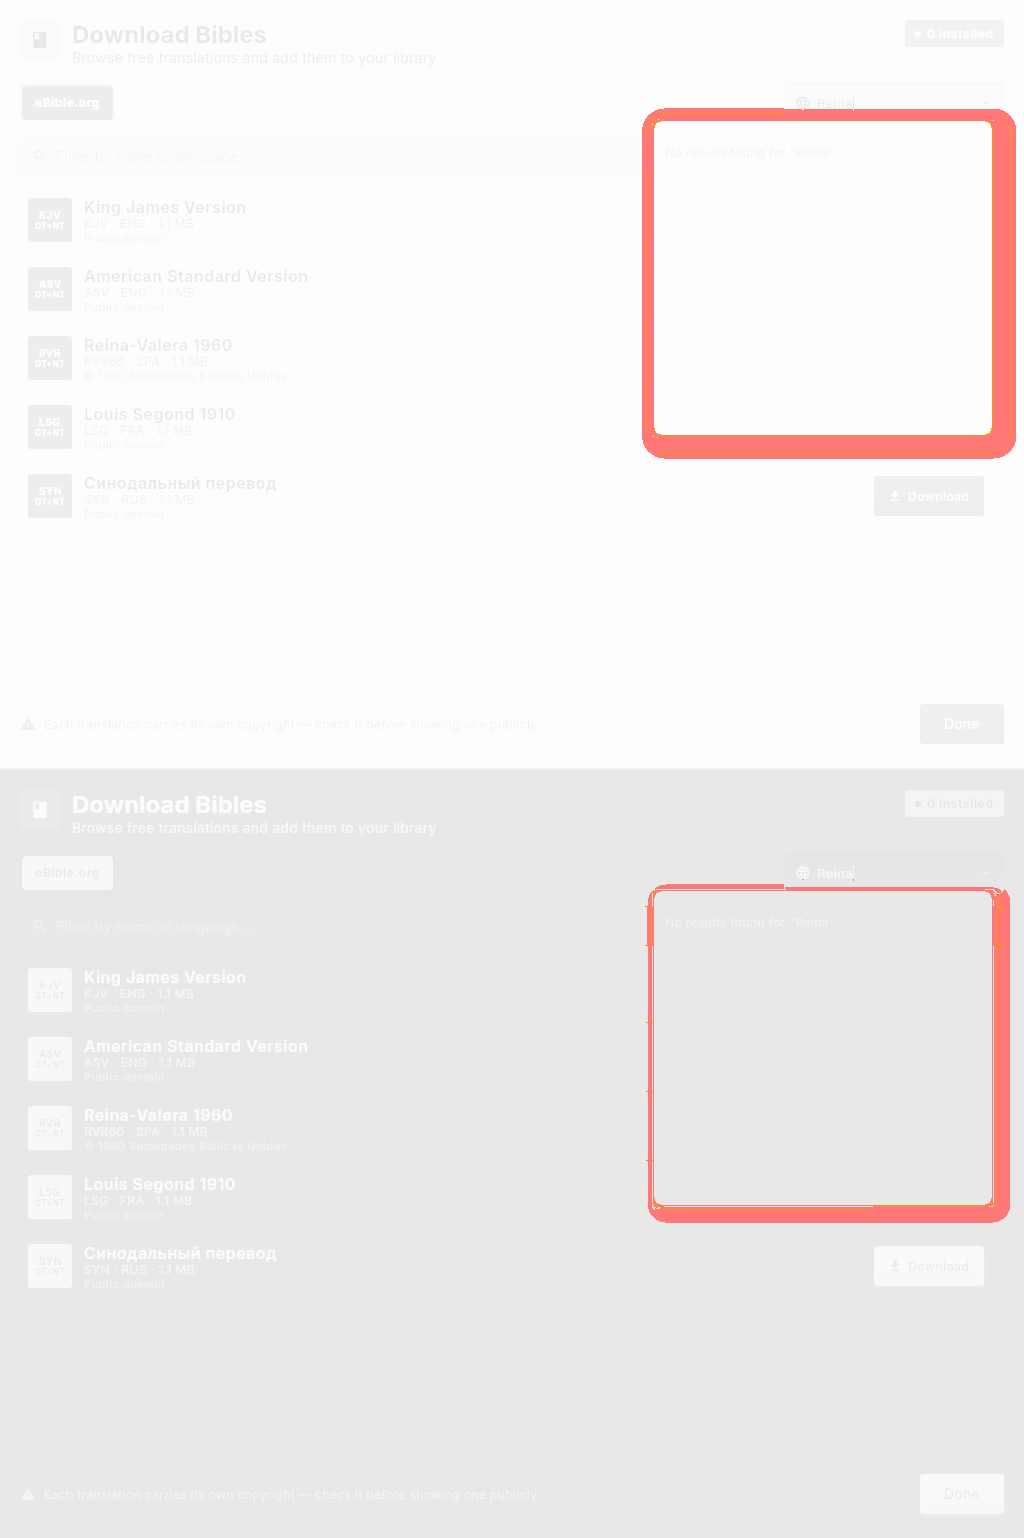 Download Bibles
Browse free translations and add them to your library
0 installed
eBible.org
Reina
Filter by name or language...
No results found for "Reina"
KJV
OT+NT
King James Version
KJV · ENG · 1.1 MB
Public domain
ASV
OT+NT
American Standard Version
ASV · ENG · 1.1 MB
Public domain
RVR
OT+NT
Reina-Valera 1960
RVR60 · SPA · 1.1 MB
© 1960 Sociedades Bíblicas Unidas
LSG
OT+NT
Louis Segond 1910
LSG · FRA · 1.1 MB
Public domain
SYN
OT+NT
Синодальный перевод
SYN · RUS · 1.1 MB
Public domain
Download
Each translation carries its own copyright — check it before showing one publicly.
Done
Download Bibles
Browse free translations and add them to your library
0 installed
eBible.org
Reina
Filter by name or language...
No results found for "Reina"
KJV
OT+NT
King James Version
KJV · ENG · 1.1 MB
Public domain
ASV
OT+NT
American Standard Version
ASV · ENG · 1.1 MB
Public domain
RVR
OT+NT
Reina-Valera 1960
RVR60 · SPA · 1.1 MB
© 1960 Sociedades Bíblicas Unidas
LSG
OT+NT
Louis Segond 1910
LSG · FRA · 1.1 MB
Public domain
SYN
OT+NT
Синодальный перевод
SYN · RUS · 1.1 MB
Public domain
Download
Each translation carries its own copyright — check it before showing one publicly.
Done